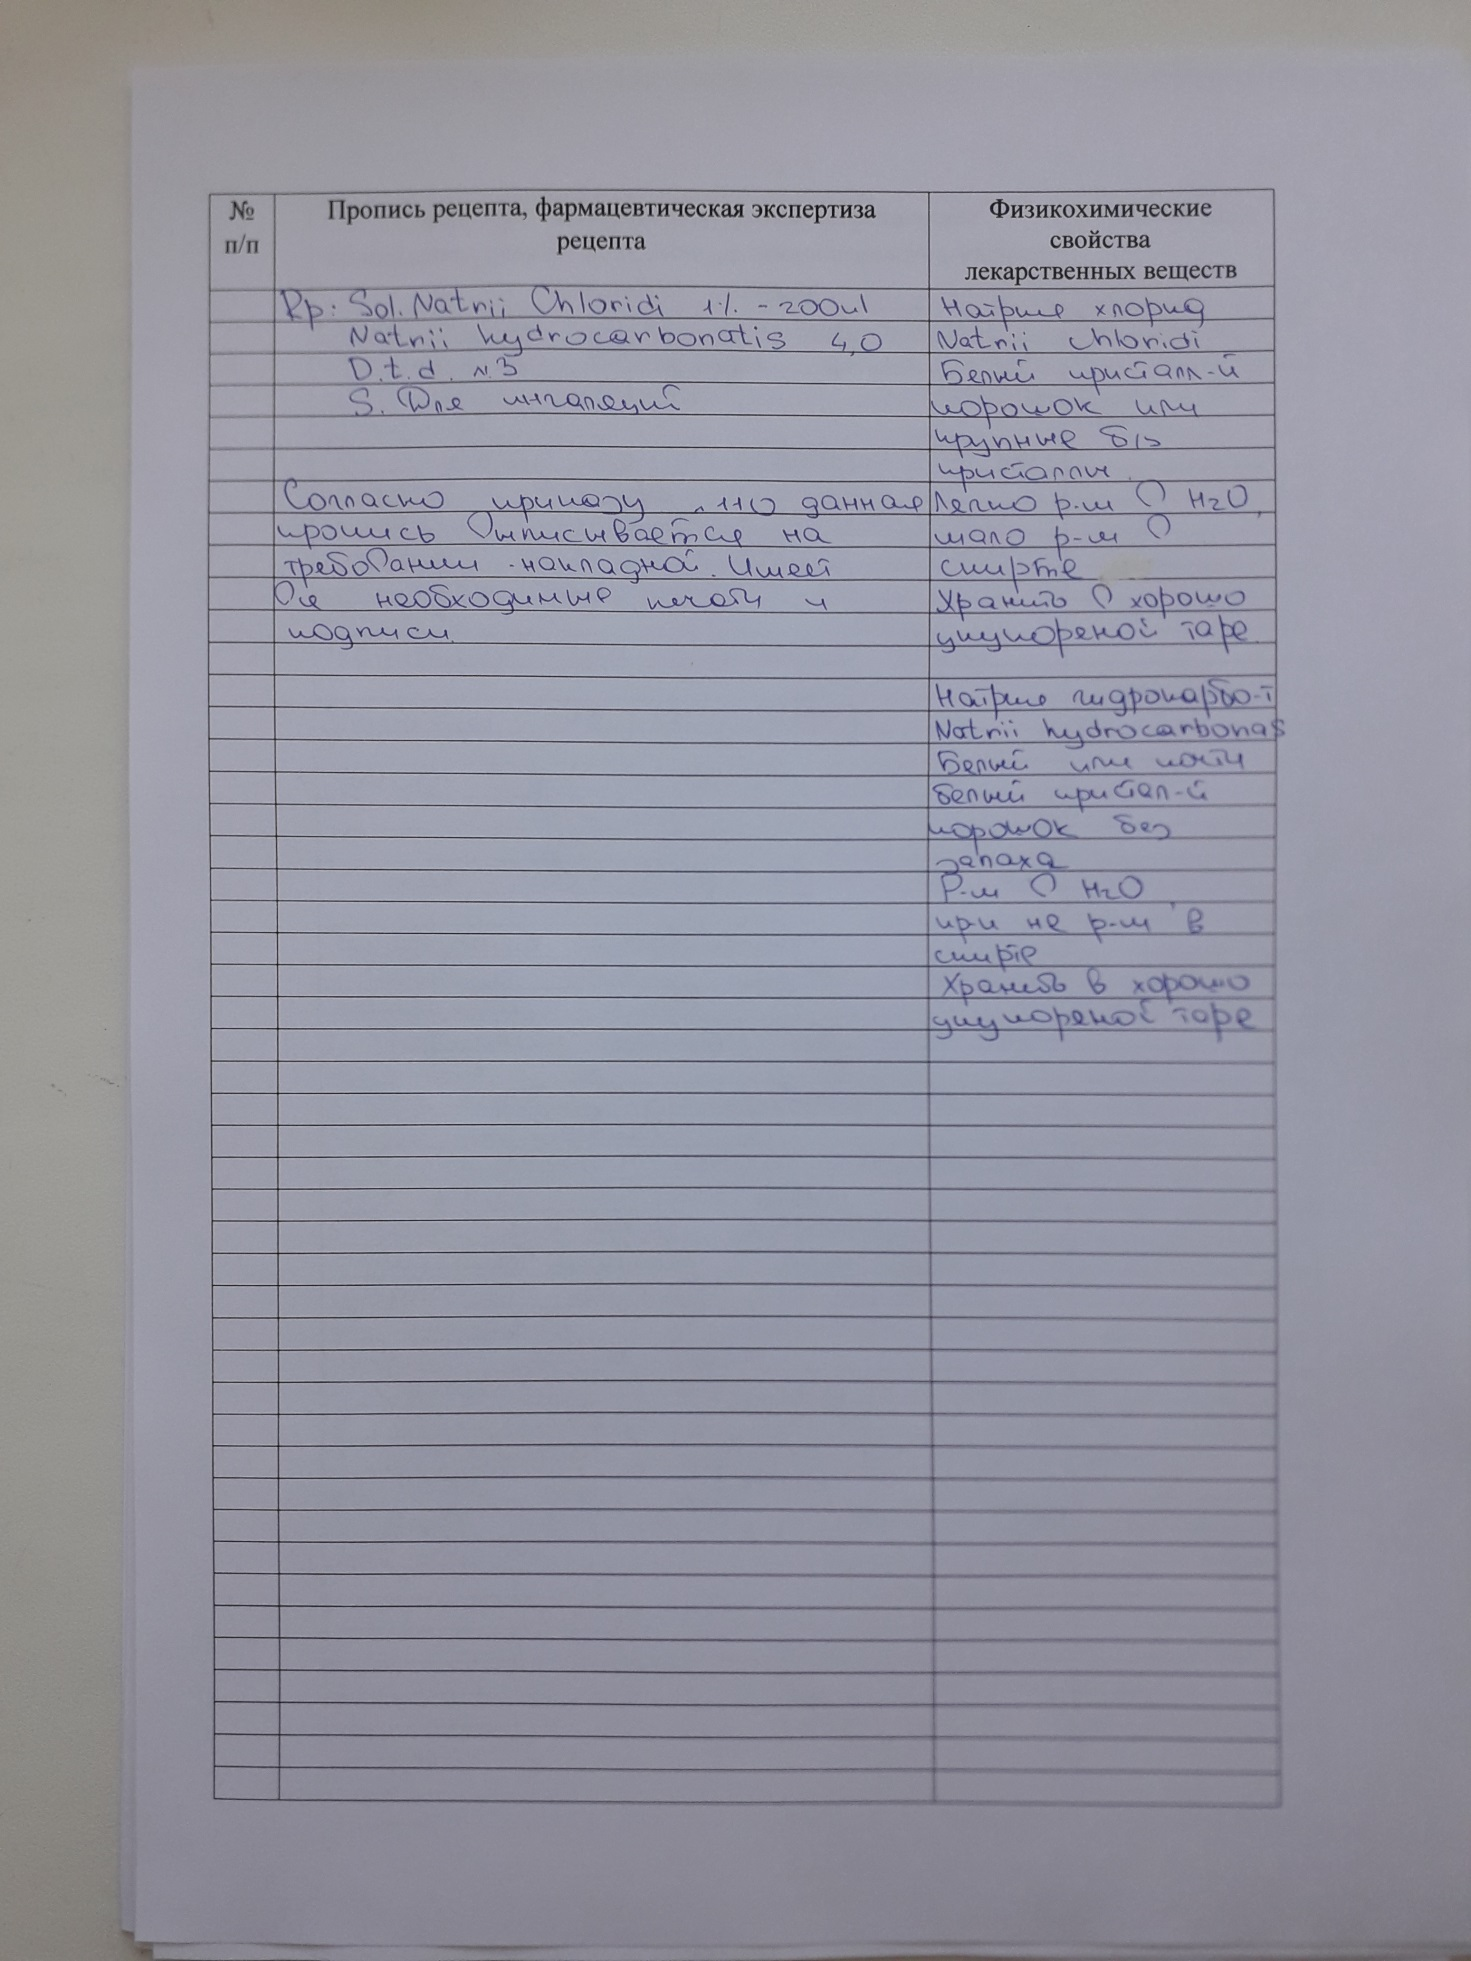 №
п/п
Пропись рецепта, фармацевтическая экспертиза
рецепта
Физикохимические
свойства
лекарственных веществ
Rp: Sol. Natrii Chloridi 1% - 200ml
Natrii hydrocarbonatis 4,0
D.t.d. N.3
S. Для ингаляций
Согласно приказу №110 данная
пропись выписывается на
требовании-накладной. Имеет
все необходимые печати и
подписи.
Натрия хлорид
Natrii chloridi
Белый кристалл-й
порошок или
крупные б/з
кристаллы.
Легко р-м в H2O,
мало р-м в
спирте
Хранить в хорошо
укупореной таре.
Натрия гидрокарбо-т
Natrii hydrocarbonas
Белый или почти
белый кристал-й
порошок без
запаха
Р-м в H2O,
пр-и не р-м в
спирте
Хранить в хорошо
укупореной таре